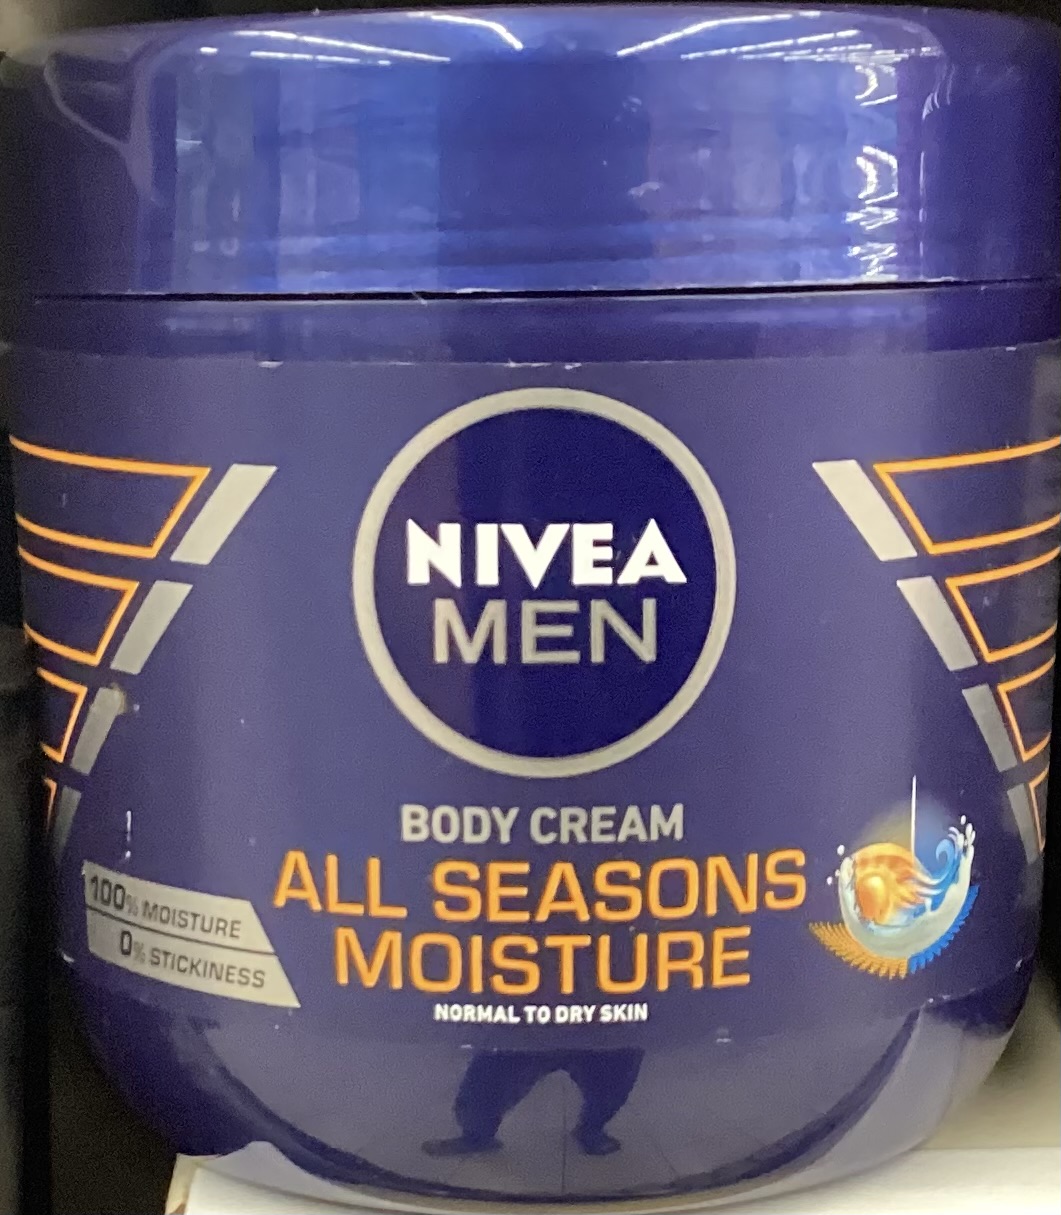 NIVEA
MEN
BODY CREAM
ALL SEASONS
MOISTURE
NORMAL TO DRY SKIN
100% MOISTURE
0% STICKINESS